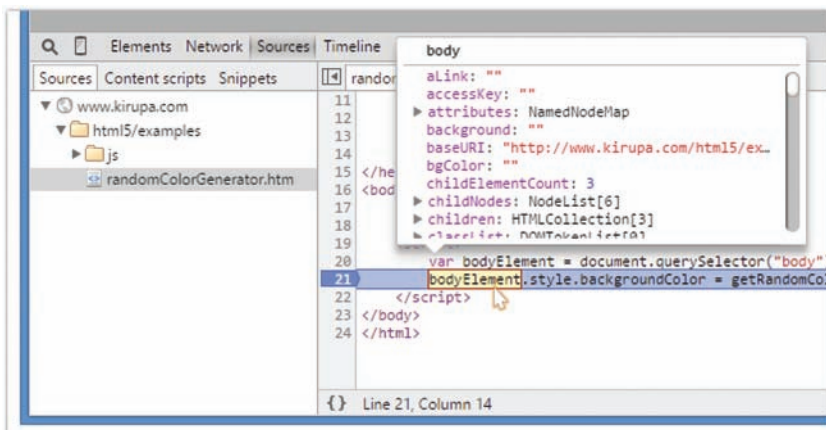 Elements Network Sources Timeline
Sources Content scripts Snippets
www.kirupa.com
html5/examples
js
randomColorGenerator.htm
body
aLink: ""
accessKey: ""
attributes: NamedNodeMap
background: ""
baseURI: "http://www.kirupa.com/html5/ex…
bgColor: ""
childElementCount: 3
childNodes: NodeList[6]
children: HTMLCollection[3]
classList: DOMTokenList[0]
11
12
13
14
15 </he
16 <bod
17
18
19
20 var bodyElement = document.querySelector("body"
21 bodyElement.style.backgroundColor = getRandomCo
22 </script>
23 </body>
24 </html>
{} Line 21, Column 14